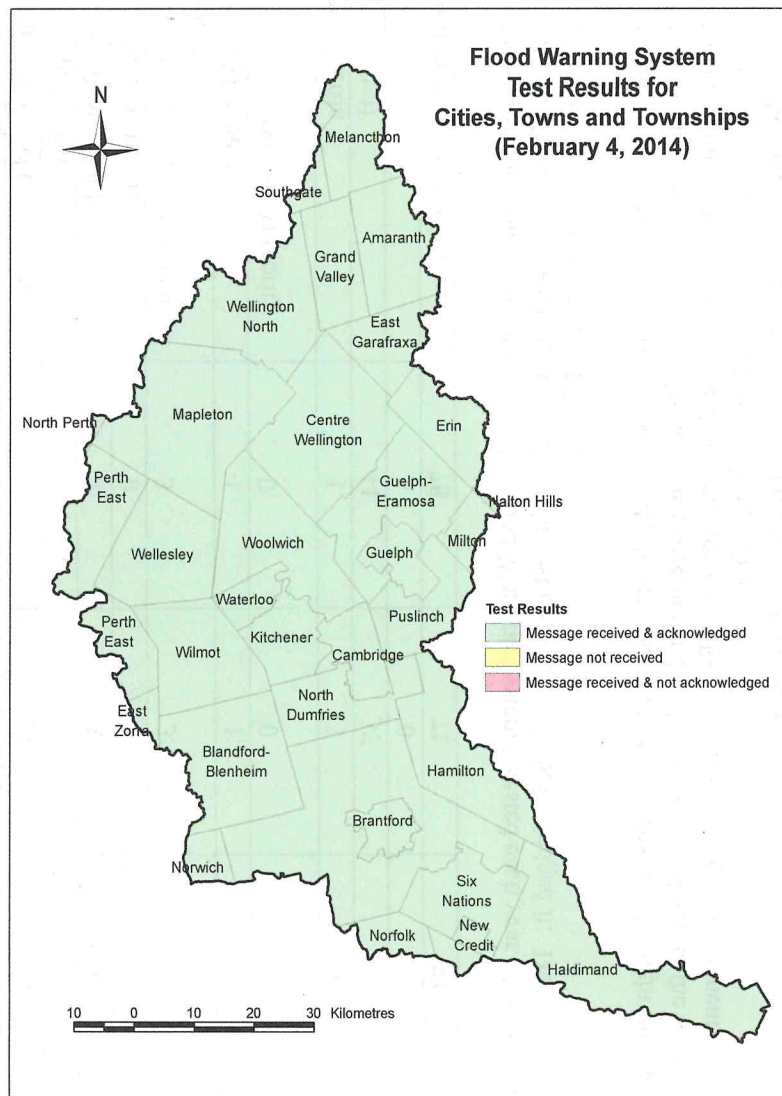 Flood Warning System
Test Results for
Cities, Towns and Townships
(February 4, 2014)
N
Melancthon
Southgate
Amaranth
Grand
Valley
Wellington
North
East
Garafraxa
North Perth
Mapleton
Centre
Wellington
Erin
Perth
East
Guelph-
Eramosa
Halton Hills
Wellesley
Woolwich
Guelph
Milton
Waterloo
Puslinch
Perth
East
Wilmot
Kitchener
Cambridge
Test Results
Message received & acknowledged
Message not received
Message received & not acknowledged
North
Dumfries
East
Zorra
Blandford-
Blenheim
Hamilton
Brantford
Norwich
Six
Nations
New
Credit
Norfolk
Haldimand
10 0 10 20 30 Kilometres